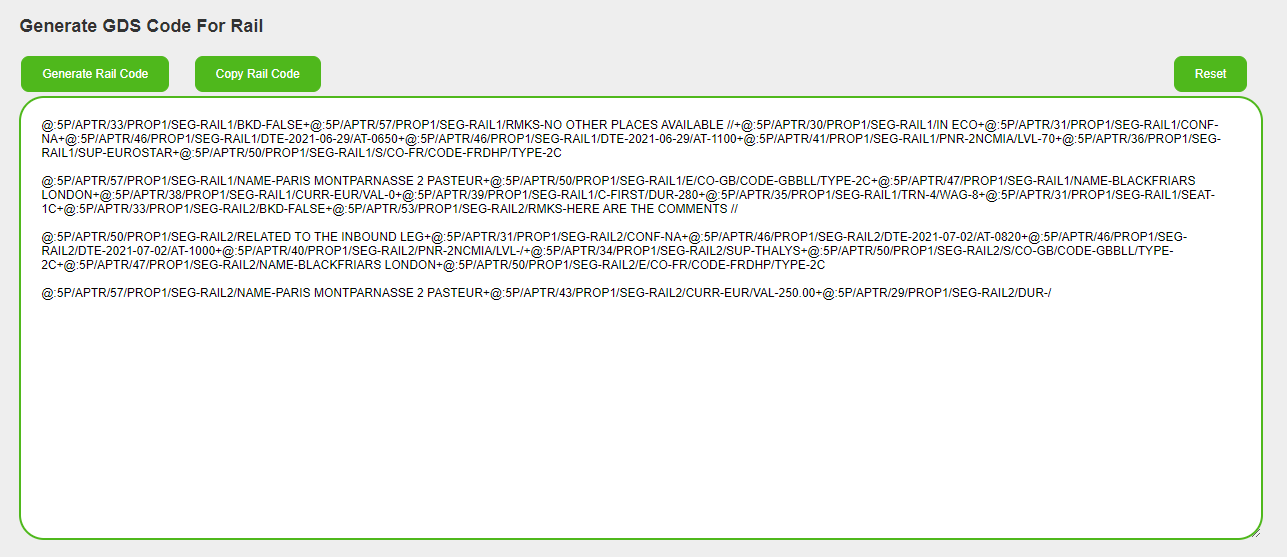 Generate GDS Code For Rail
Generate Rail Code
Copy Rail Code
Reset
@:5P/APTR/33/PROP1/SEG-RAIL1/BKD-FALSE+@:5P/APTR/57/PROP1/SEG-RAIL1/RMKS-NO OTHER PLACES AVAILABLE //+@:5P/APTR/30/PROP1/SEG-RAIL1/IN ECO+@:5P/APTR/31/PROP1/SEG-RAIL1/CONF-
NA+@:5P/APTR/46/PROP1/SEG-RAIL1/DTE-2021-06-29/AT-0650+@:5P/APTR/46/PROP1/SEG-RAIL1/DTE-2021-06-29/AT-1100+@:5P/APTR/41/PROP1/SEG-RAIL1/PNR-2NCMIA/LVL-70+@:5P/APTR/36/PROP1/SEG-
RAIL1/SUP-EUROSTAR+@:5P/APTR/50/PROP1/SEG-RAIL1/S/CO-FR/CODE-FRDHP/TYPE-2C
@:5P/APTR/57/PROP1/SEG-RAIL1/NAME-PARIS MONTPARNASSE 2 PASTEUR+@:5P/APTR/50/PROP1/SEG-RAIL1/E/CO-GB/CODE-GBBLL/TYPE-2C+@:5P/APTR/47/PROP1/SEG-RAIL1/NAME-BLACKFRIARS
LONDON+@:5P/APTR/38/PROP1/SEG-RAIL1/CURR-EUR/VAL-0+@:5P/APTR/39/PROP1/SEG-RAIL1/C-FIRST/DUR-280+@:5P/APTR/35/PROP1/SEG-RAIL1/TRN-4/WAG-8+@:5P/APTR/31/PROP1/SEG-RAIL1/SEAT-
1C+@:5P/APTR/33/PROP1/SEG-RAIL2/BKD-FALSE+@:5P/APTR/53/PROP1/SEG-RAIL2/RMKS-HERE ARE THE COMMENTS //
@:5P/APTR/50/PROP1/SEG-RAIL2/RELATED TO THE INBOUND LEG+@:5P/APTR/31/PROP1/SEG-RAIL2/CONF-NA+@:5P/APTR/46/PROP1/SEG-RAIL2/DTE-2021-07-02/AT-0820+@:5P/APTR/46/PROP1/SEG-
RAIL2/DTE-2021-07-02/AT-1000+@:5P/APTR/40/PROP1/SEG-RAIL2/PNR-2NCMIA/LVL-/+@:5P/APTR/34/PROP1/SEG-RAIL2/SUP-THALYS+@:5P/APTR/50/PROP1/SEG-RAIL2/S/CO-GB/CODE-GBBLL/TYPE-
2C+@:5P/APTR/47/PROP1/SEG-RAIL2/NAME-BLACKFRIARS LONDON+@:5P/APTR/50/PROP1/SEG-RAIL2/E/CO-FR/CODE-FRDHP/TYPE-2C
@:5P/APTR/57/PROP1/SEG-RAIL2/NAME-PARIS MONTPARNASSE 2 PASTEUR+@:5P/APTR/43/PROP1/SEG-RAIL2/CURR-EUR/VAL-250.00+@:5P/APTR/29/PROP1/SEG-RAIL2/DUR-/